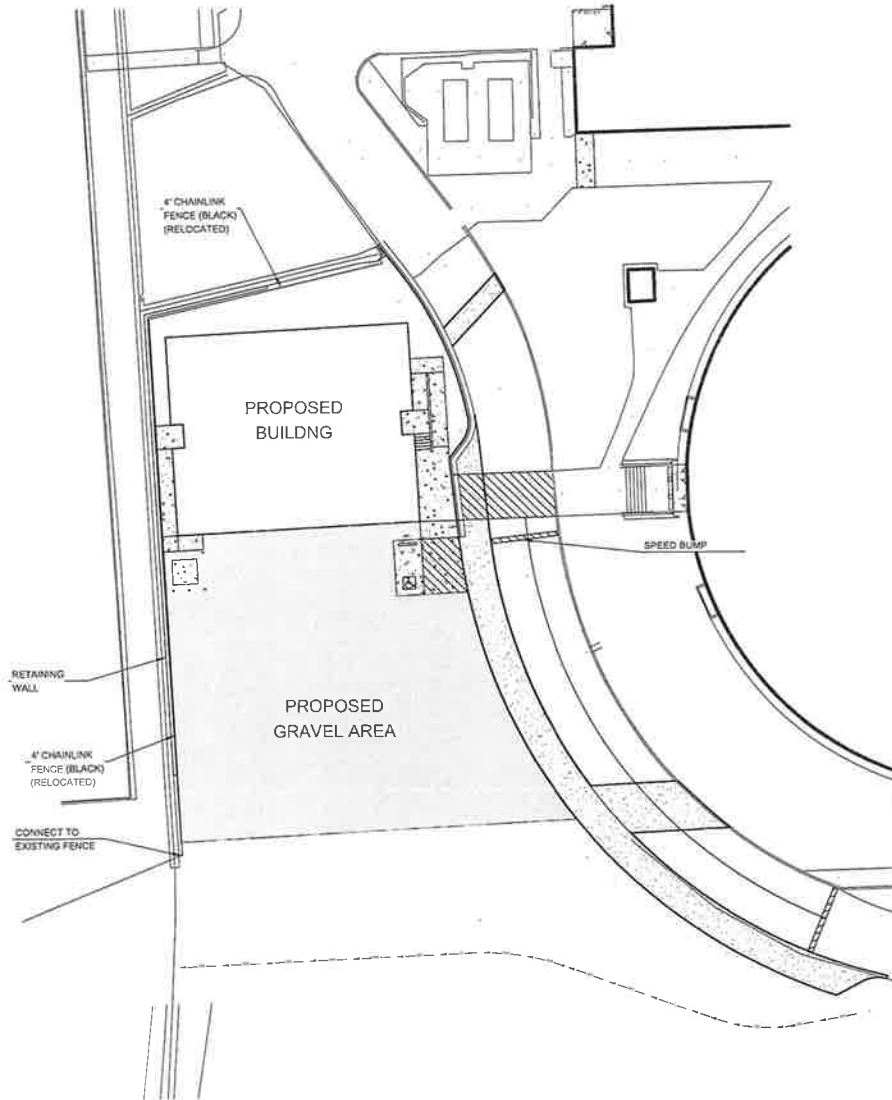 4' CHAINLINK
FENCE (BLACK)
(RELOCATED)
PROPOSED
BUILDNG
SPEED BUMP
RETAINING
WALL
PROPOSED
GRAVEL AREA
4' CHAINLINK
FENCE (BLACK)
(RELOCATED)
CONNECT TO
EXISTING FENCE